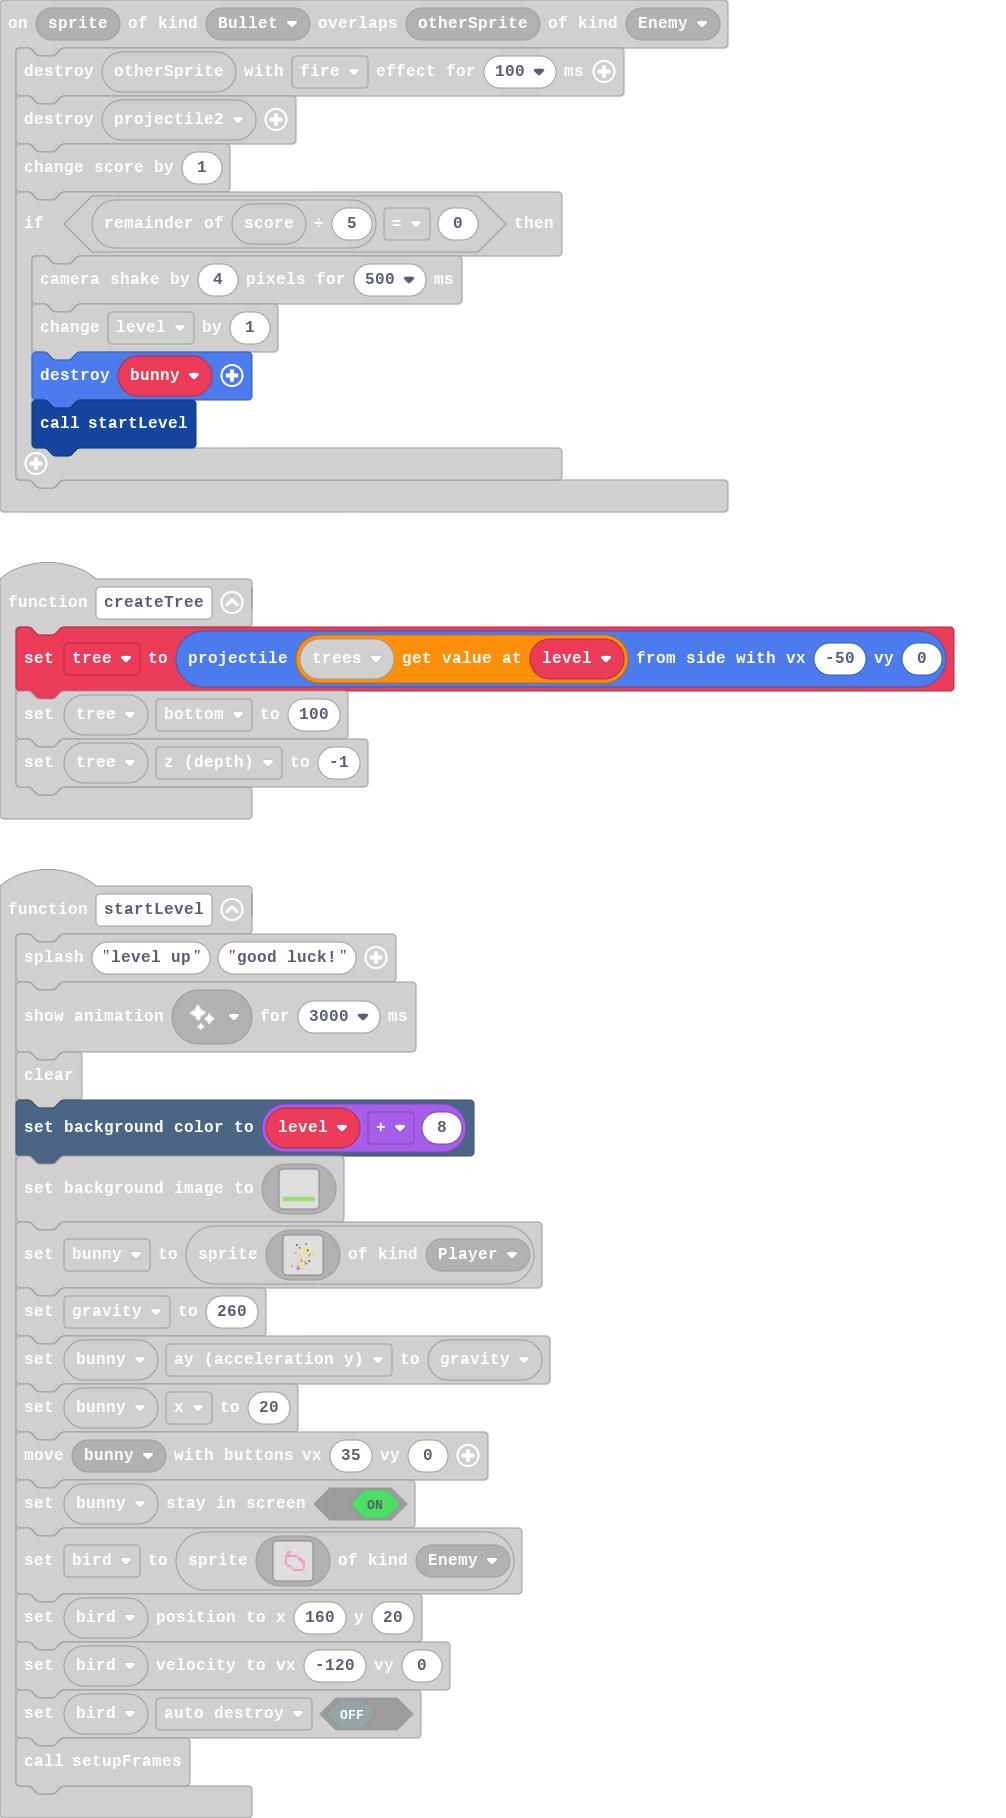 on sprite of kind Bullet overlaps otherSprite of kind Enemy
destroy otherSprite with fire effect for 100 ms
destroy projectile2
change score by 1
if remainder of score ÷ 5 = 0 then
camera shake by 4 pixels for 500 ms
change level by 1
destroy bunny
call startLevel
function createTree
set tree to projectile trees get value at level from side with vx -50 vy 0
set tree bottom to 100
set tree z (depth) to -1
function startLevel
splash "level up" "good luck!"
show animation for 3000 ms
clear
set background color to level + 8
set background image to
set bunny to sprite of kind Player
set gravity to 260
set bunny ay (acceleration y) to gravity
set bunny x to 20
move bunny with buttons vx 35 vy 0
set bunny stay in screen ON
set bird to sprite of kind Enemy
set bird position to x 160 y 20
set bird velocity to vx -120 vy 0
set bird auto destroy OFF
call setupFrames